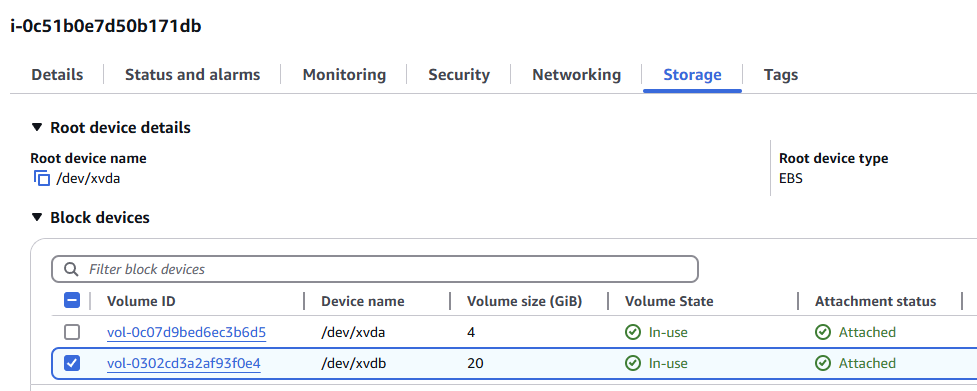 i-0c51b0e7d50b171db
Details Status and alarms Monitoring Security Networking Storage Tags
Root device details
Root device name Root device type
/dev/xvda EBS
Block devices
Filter block devices
Volume ID Device name Volume size (GiB) Volume State Attachment status
vol-0c07d9bed6ec3b6d5 /dev/xvda 4 In-use Attached
vol-0302cd3a2af93f0e4 /dev/xvdb 20 In-use Attached